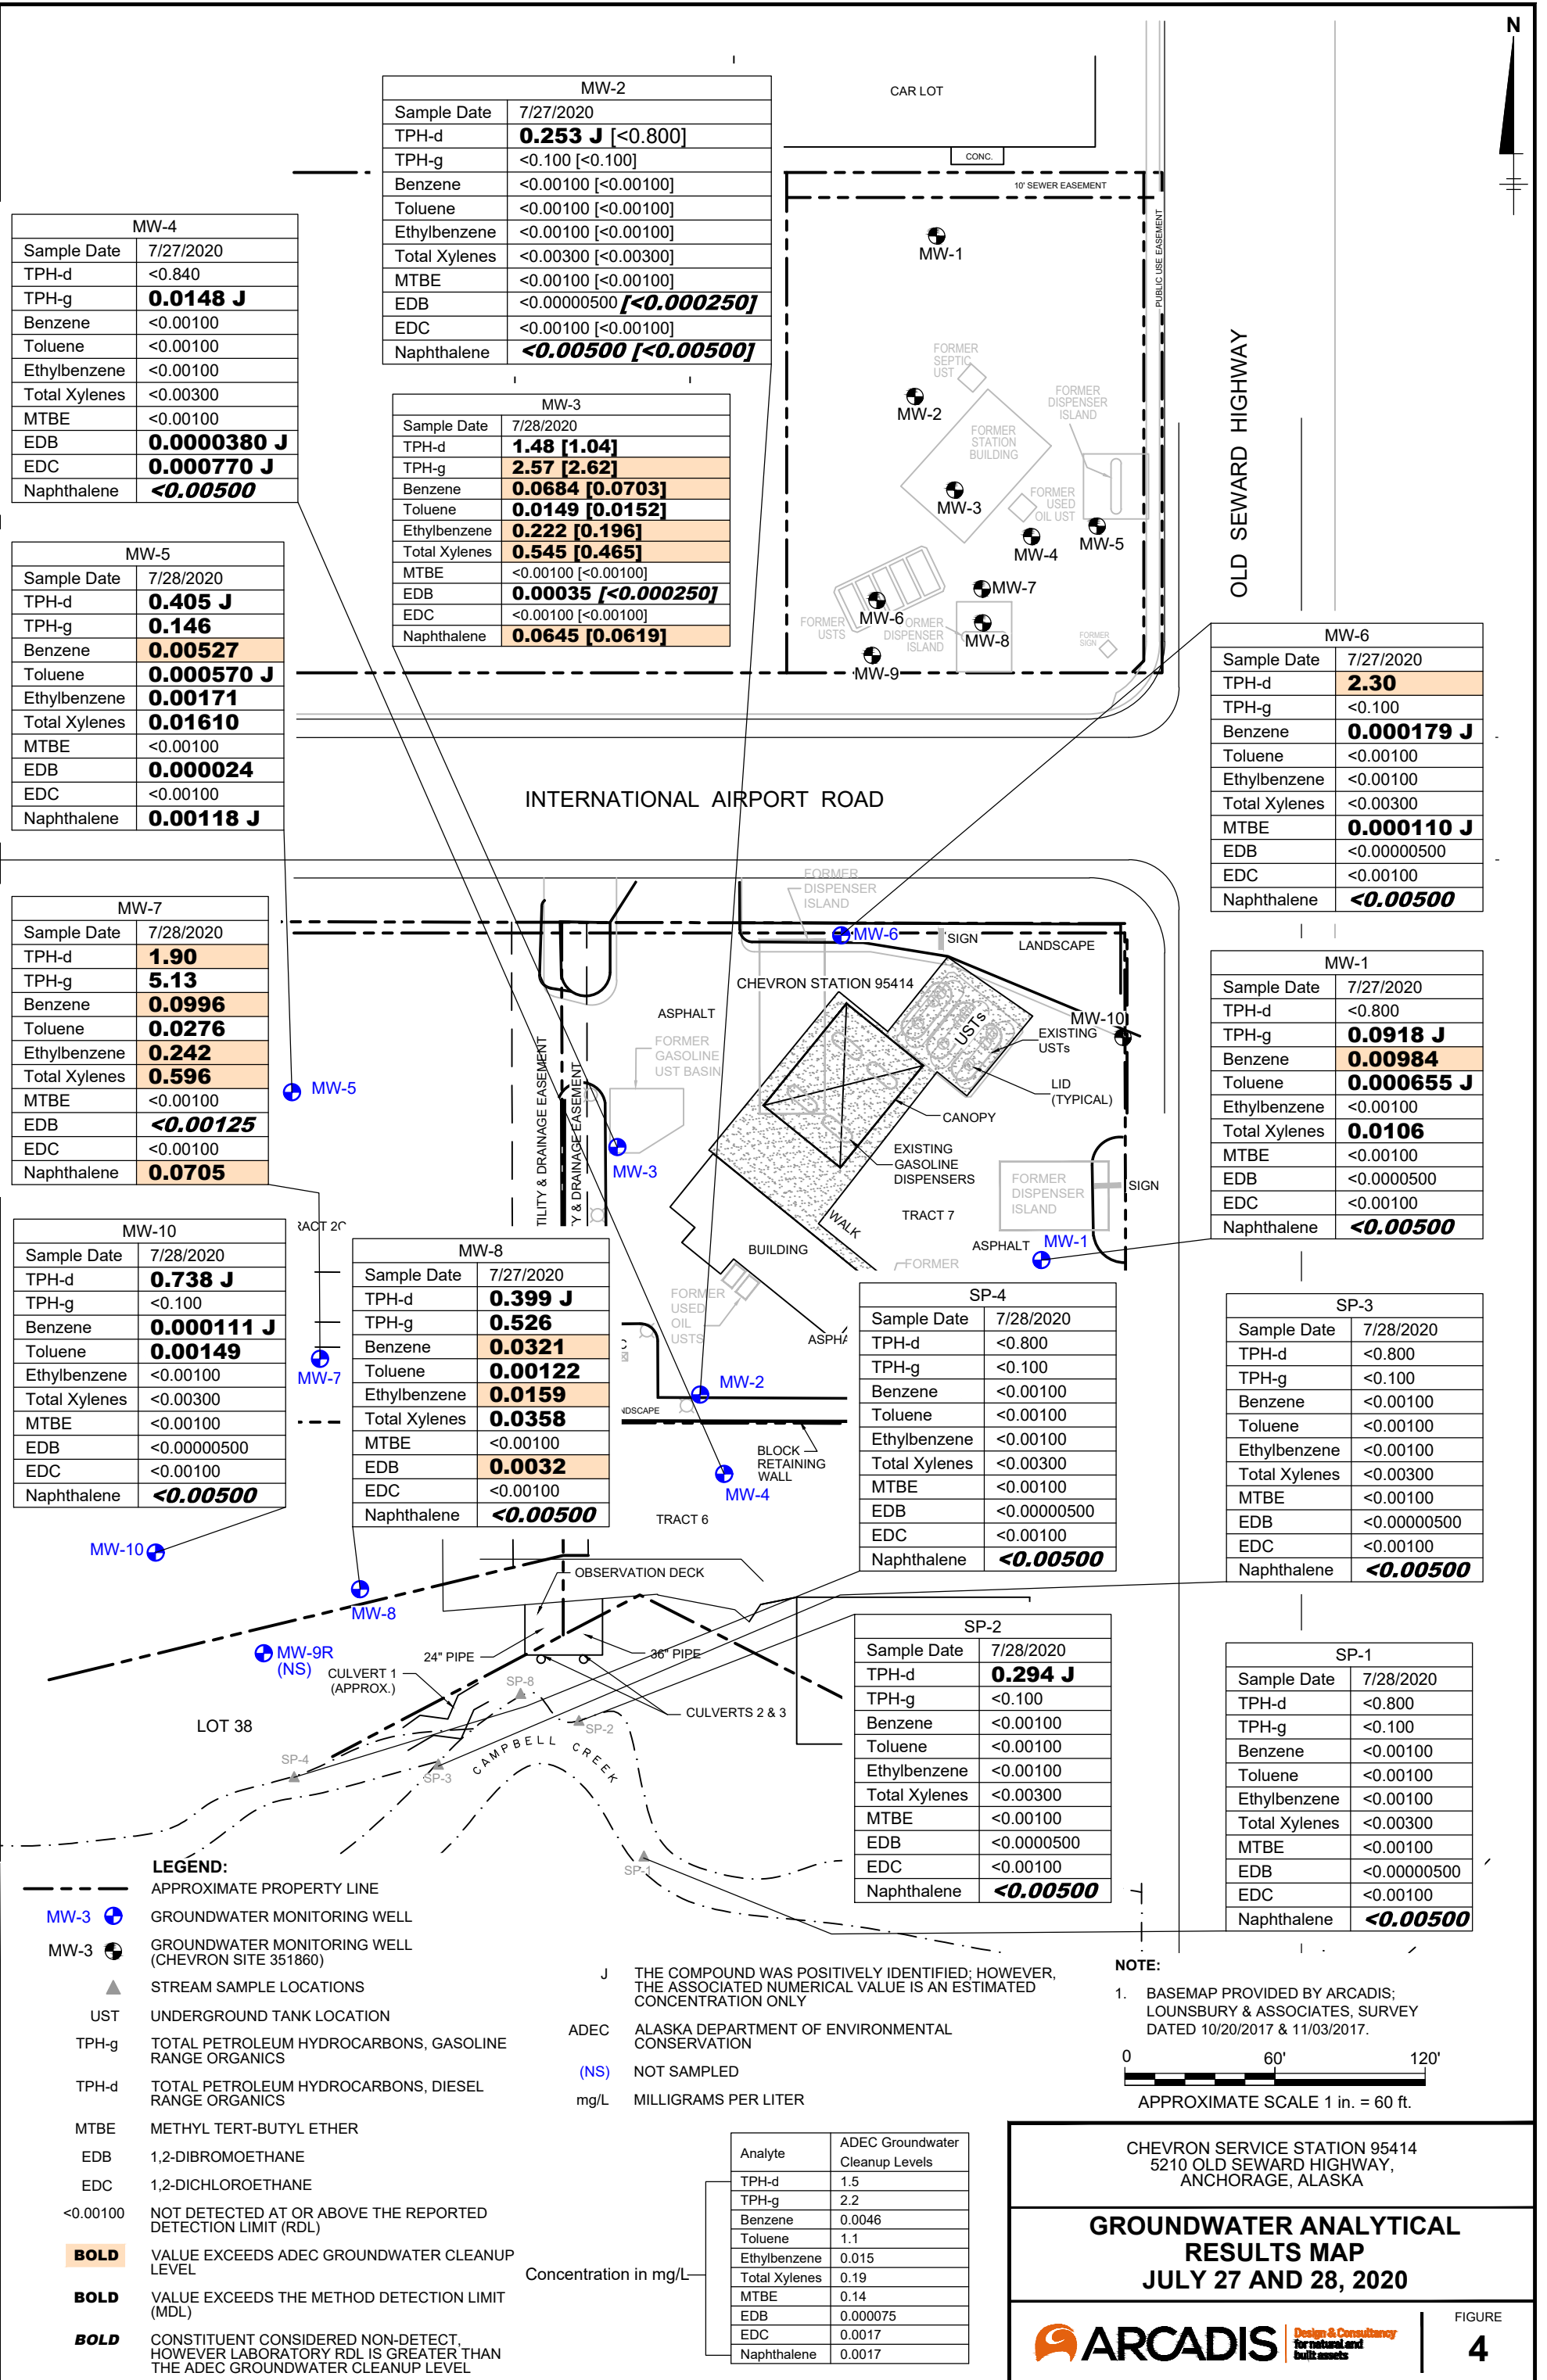 N
CAR LOT
CONC.
10' SEWER EASEMENT
PUBLIC USE EASEMENT
OLD SEWARD HIGHWAY
MW-2
Sample Date 7/27/2020
TPH-d 0.253 J [<0.800]
TPH-g <0.100 [<0.100]
Benzene <0.00100 [<0.00100]
Toluene <0.00100 [<0.00100]
Ethylbenzene <0.00100 [<0.00100]
Total Xylenes <0.00300 [<0.00300]
MTBE <0.00100 [<0.00100]
EDB <0.00000500 [<0.000250]
EDC <0.00100 [<0.00100]
Naphthalene <0.00500 [<0.00500]
MW-4
Sample Date 7/27/2020
TPH-d <0.840
TPH-g 0.0148 J
Benzene <0.00100
Toluene <0.00100
Ethylbenzene <0.00100
Total Xylenes <0.00300
MTBE <0.00100
EDB 0.0000380 J
EDC 0.000770 J
Naphthalene <0.00500
MW-3
Sample Date 7/28/2020
TPH-d 1.48 [1.04]
TPH-g 2.57 [2.62]
Benzene 0.0684 [0.0703]
Toluene 0.0149 [0.0152]
Ethylbenzene 0.222 [0.196]
Total Xylenes 0.545 [0.465]
MTBE <0.00100 [<0.00100]
EDB 0.00035 [<0.000250]
EDC <0.00100 [<0.00100]
Naphthalene 0.0645 [0.0619]
MW-1
FORMER
SEPTIC
UST
MW-2
FORMER
DISPENSER
ISLAND
FORMER
STATION
BUILDING
MW-3
FORMER
USED
OIL UST
MW-4
MW-5
MW-7
MW-6
FORMER
USTS
FORMER
DISPENSER
ISLAND
MW-8
FORMER
SIGN
MW-9
MW-5
Sample Date 7/28/2020
TPH-d 0.405 J
TPH-g 0.146
Benzene 0.00527
Toluene 0.000570 J
Ethylbenzene 0.00171
Total Xylenes 0.01610
MTBE <0.00100
EDB 0.000024
EDC <0.00100
Naphthalene 0.00118 J
MW-6
Sample Date 7/27/2020
TPH-d 2.30
TPH-g <0.100
Benzene 0.000179 J
Toluene <0.00100
Ethylbenzene <0.00100
Total Xylenes <0.00300
MTBE 0.000110 J
EDB <0.00000500
EDC <0.00100
Naphthalene <0.00500
INTERNATIONAL AIRPORT ROAD
MW-7
Sample Date 7/28/2020
TPH-d 1.90
TPH-g 5.13
Benzene 0.0996
Toluene 0.0276
Ethylbenzene 0.242
Total Xylenes 0.596
MTBE <0.00100
EDB <0.00125
EDC <0.00100
Naphthalene 0.0705
MW-1
Sample Date 7/27/2020
TPH-d <0.800
TPH-g 0.0918 J
Benzene 0.00984
Toluene 0.000655 J
Ethylbenzene <0.00100
Total Xylenes 0.0106
MTBE <0.00100
EDB <0.0000500
EDC <0.00100
Naphthalene <0.00500
FORMER
DISPENSER
ISLAND
MW-6
SIGN
LANDSCAPE
CHEVRON STATION 95414
ASPHALT
FORMER
GASOLINE
UST BASIN
USTs
MW-10
EXISTING
USTs
LID
(TYPICAL)
CANOPY
EXISTING
GASOLINE
DISPENSERS
MW-5
MW-3
TILITY & DRAINAGE EASEMENT
Y & DRAINAGE EASEMENT
FORMER
DISPENSER
ISLAND
SIGN
WALK
TRACT 7
BUILDING
ASPHALT
MW-1
FORMER
RACT 2C
FORMER
USED
OIL
USTS
ASPHA
MW-7
MW-2
NDSCAPE
C
BLOCK
RETAINING
WALL
MW-4
TRACT 6
MW-10
Sample Date 7/28/2020
TPH-d 0.738 J
TPH-g <0.100
Benzene 0.000111 J
Toluene 0.00149
Ethylbenzene <0.00100
Total Xylenes <0.00300
MTBE <0.00100
EDB <0.00000500
EDC <0.00100
Naphthalene <0.00500
MW-8
Sample Date 7/27/2020
TPH-d 0.399 J
TPH-g 0.526
Benzene 0.0321
Toluene 0.00122
Ethylbenzene 0.0159
Total Xylenes 0.0358
MTBE <0.00100
EDB 0.0032
EDC <0.00100
Naphthalene <0.00500
SP-4
Sample Date 7/28/2020
TPH-d <0.800
TPH-g <0.100
Benzene <0.00100
Toluene <0.00100
Ethylbenzene <0.00100
Total Xylenes <0.00300
MTBE <0.00100
EDB <0.00000500
EDC <0.00100
Naphthalene <0.00500
SP-3
Sample Date 7/28/2020
TPH-d <0.800
TPH-g <0.100
Benzene <0.00100
Toluene <0.00100
Ethylbenzene <0.00100
Total Xylenes <0.00300
MTBE <0.00100
EDB <0.00000500
EDC <0.00100
Naphthalene <0.00500
MW-10
MW-8
MW-9R
(NS)
OBSERVATION DECK
24" PIPE
36" PIPE
CULVERT 1
(APPROX.)
CULVERTS 2 & 3
LOT 38
SP-8
SP-2
SP-4
SP-3
CAMPBELL CREEK
SP-1
SP-2
Sample Date 7/28/2020
TPH-d 0.294 J
TPH-g <0.100
Benzene <0.00100
Toluene <0.00100
Ethylbenzene <0.00100
Total Xylenes <0.00300
MTBE <0.00100
EDB <0.0000500
EDC <0.00100
Naphthalene <0.00500
SP-1
Sample Date 7/28/2020
TPH-d <0.800
TPH-g <0.100
Benzene <0.00100
Toluene <0.00100
Ethylbenzene <0.00100
Total Xylenes <0.00300
MTBE <0.00100
EDB <0.00000500
EDC <0.00100
Naphthalene <0.00500
LEGEND:
APPROXIMATE PROPERTY LINE
MW-3 GROUNDWATER MONITORING WELL
MW-3 GROUNDWATER MONITORING WELL
(CHEVRON SITE 351860)
STREAM SAMPLE LOCATIONS
UST UNDERGROUND TANK LOCATION
TPH-g TOTAL PETROLEUM HYDROCARBONS, GASOLINE
RANGE ORGANICS
TPH-d TOTAL PETROLEUM HYDROCARBONS, DIESEL
RANGE ORGANICS
MTBE METHYL TERT-BUTYL ETHER
EDB 1,2-DIBROMOETHANE
EDC 1,2-DICHLOROETHANE
<0.00100 NOT DETECTED AT OR ABOVE THE REPORTED
DETECTION LIMIT (RDL)
BOLD VALUE EXCEEDS ADEC GROUNDWATER CLEANUP
LEVEL
BOLD VALUE EXCEEDS THE METHOD DETECTION LIMIT
(MDL)
BOLD CONSTITUENT CONSIDERED NON-DETECT,
HOWEVER LABORATORY RDL IS GREATER THAN
THE ADEC GROUNDWATER CLEANUP LEVEL
J THE COMPOUND WAS POSITIVELY IDENTIFIED; HOWEVER,
THE ASSOCIATED NUMERICAL VALUE IS AN ESTIMATED
CONCENTRATION ONLY
ADEC ALASKA DEPARTMENT OF ENVIRONMENTAL
CONSERVATION
(NS) NOT SAMPLED
mg/L MILLIGRAMS PER LITER
Concentration in mg/L
Analyte ADEC Groundwater
Cleanup Levels
TPH-d 1.5
TPH-g 2.2
Benzene 0.0046
Toluene 1.1
Ethylbenzene 0.015
Total Xylenes 0.19
MTBE 0.14
EDB 0.000075
EDC 0.0017
Naphthalene 0.0017
NOTE:
1. BASEMAP PROVIDED BY ARCADIS;
LOUNSBURY & ASSOCIATES, SURVEY
DATED 10/20/2017 & 11/03/2017.
0 60' 120'
APPROXIMATE SCALE 1 in. = 60 ft.
CHEVRON SERVICE STATION 95414
5210 OLD SEWARD HIGHWAY,
ANCHORAGE, ALASKA
GROUNDWATER ANALYTICAL
RESULTS MAP
JULY 27 AND 28, 2020
ARCADIS
Design & Consultancy
for natural and
built assets
FIGURE
4